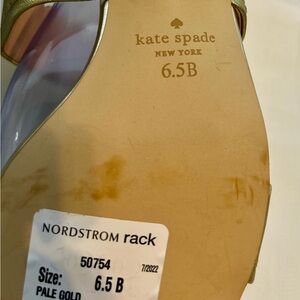 kate spade
NEW YORK
6.5B
NORDSTROM rack
50754 7/2022
Size: 6.5 B
PALE GOLD